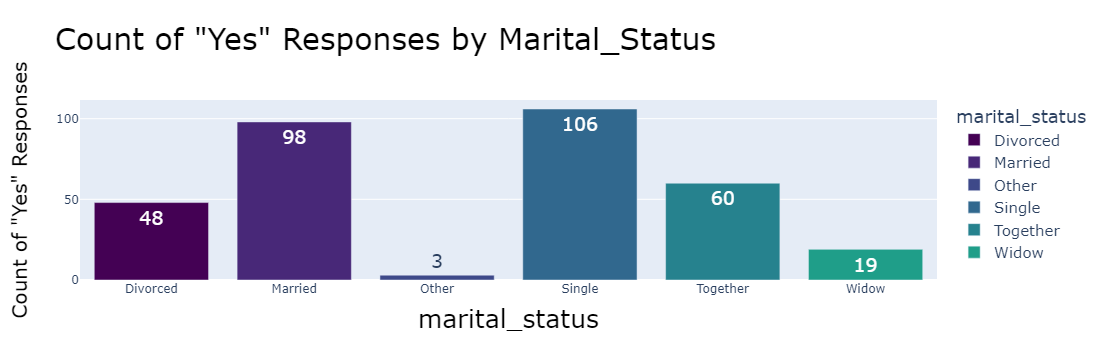 Count of "Yes" Responses by Marital_Status
Count of "Yes" Responses
100
50
0
48
98
3
106
60
19
Divorced
Married
Other
Single
Together
Widow
marital_status
marital_status
Divorced
Married
Other
Single
Together
Widow